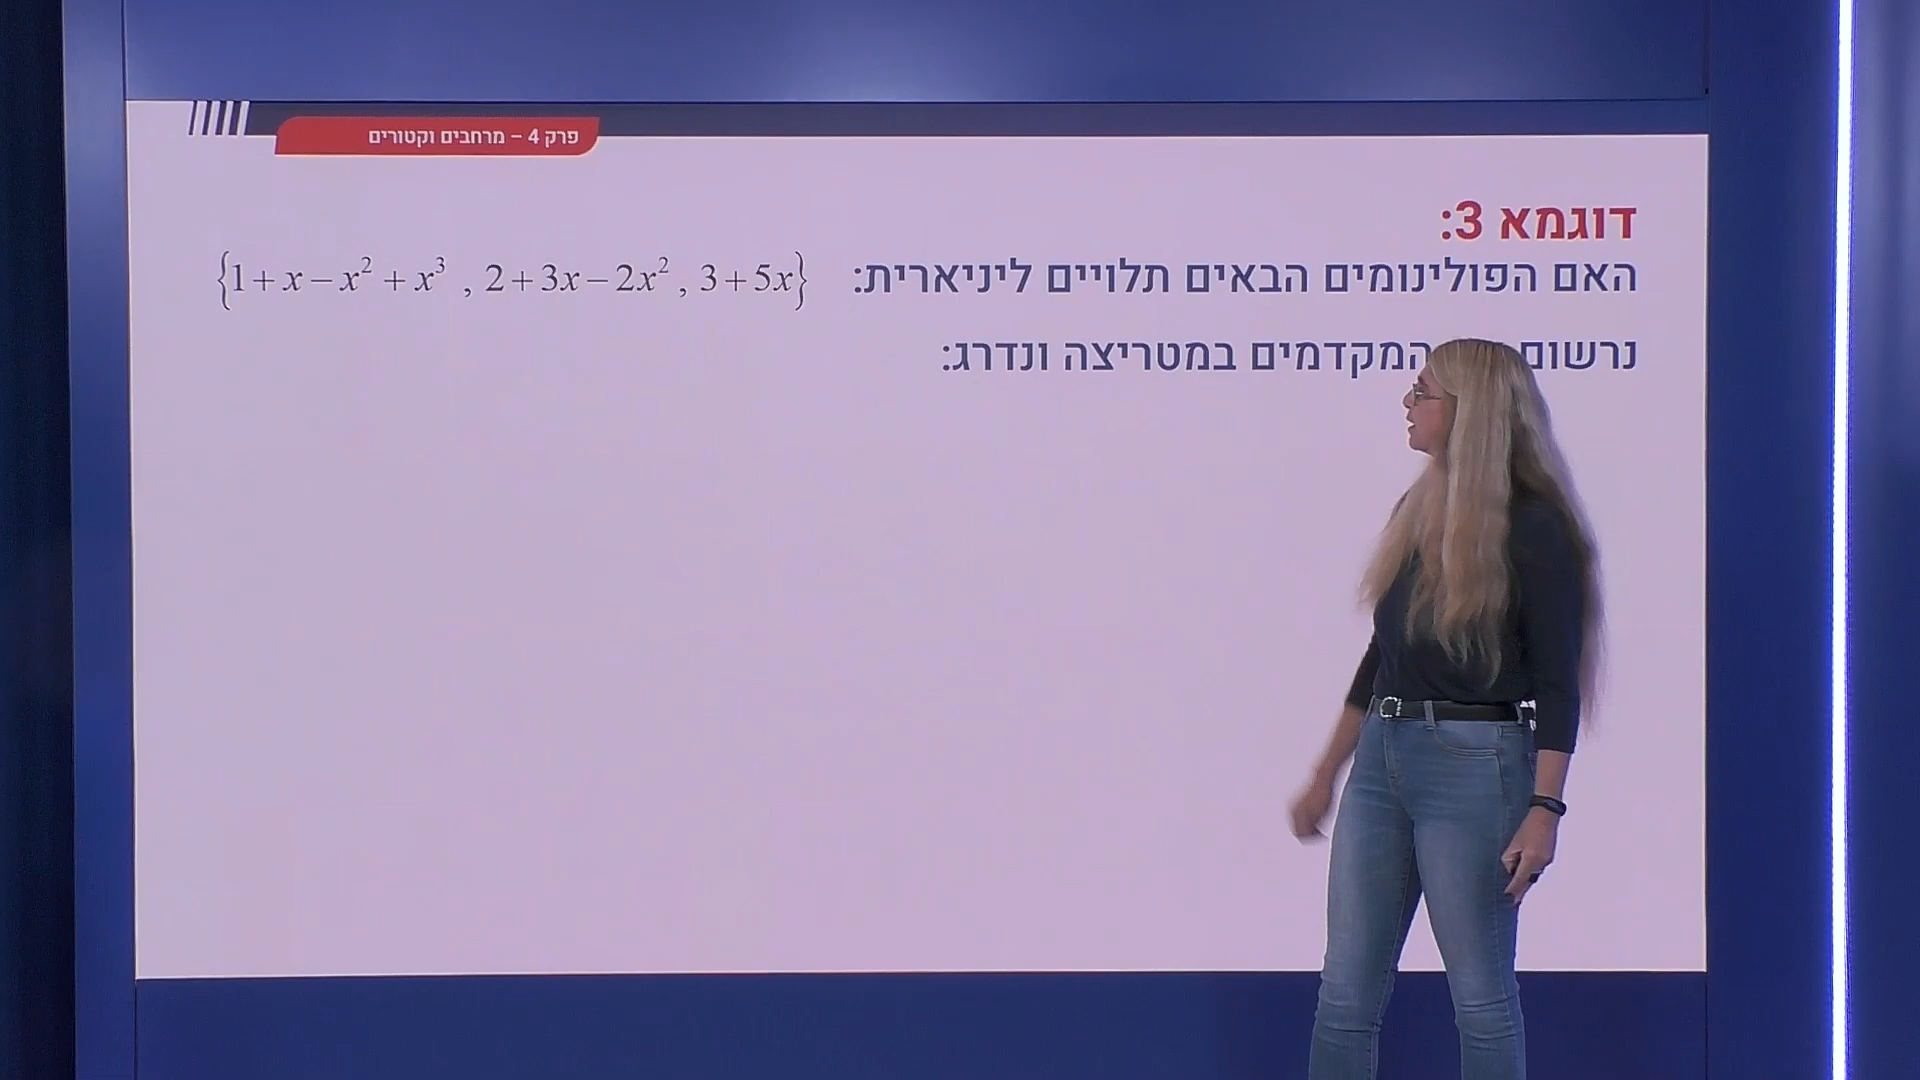 פרק 4 – מרחבים וקטורים
דוגמא 3:
האם הפולינומים הבאים תלויים ליניארית: {1 + x − x² + x³ , 2 + 3x − 2x² , 3 + 5x}
נרשום המקדמים במטריצה ונדרג: